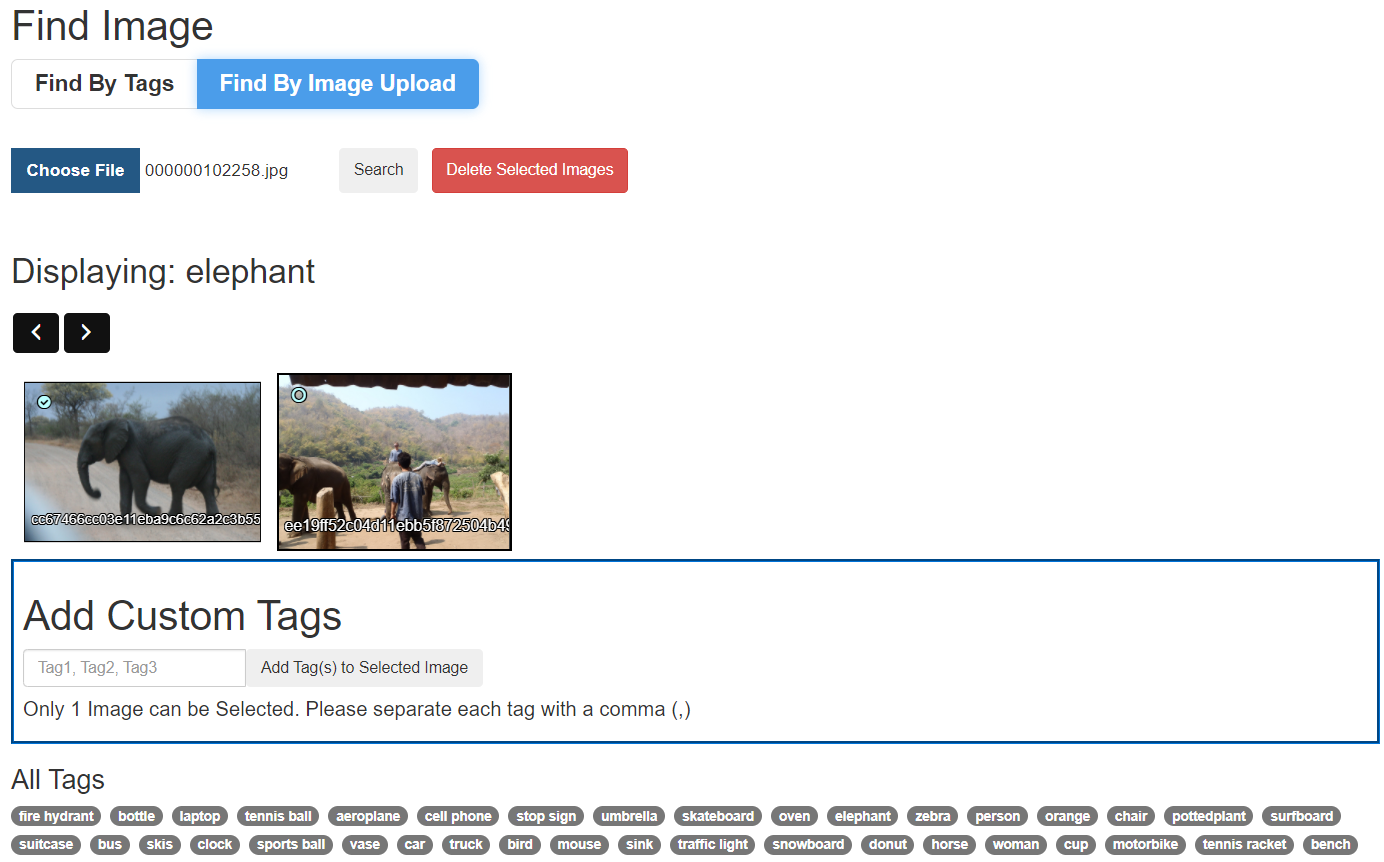 Find Image
Find By Tags Find By Image Upload
Choose File 000000102258.jpg Search Delete Selected Images
Displaying: elephant
cc67466cc03e11eba9c6c62a2c3b55
ee19ff52c04d11ebb5f872504b49
Add Custom Tags
Tag1, Tag2, Tag3 Add Tag(s) to Selected Image
Only 1 Image can be Selected. Please separate each tag with a comma (,)
All Tags
fire hydrant bottle laptop tennis ball aeroplane cell phone stop sign umbrella skateboard oven elephant zebra person orange chair pottedplant surfboard
suitcase bus skis clock sports ball vase car truck bird mouse sink traffic light snowboard donut horse woman cup motorbike tennis racket bench